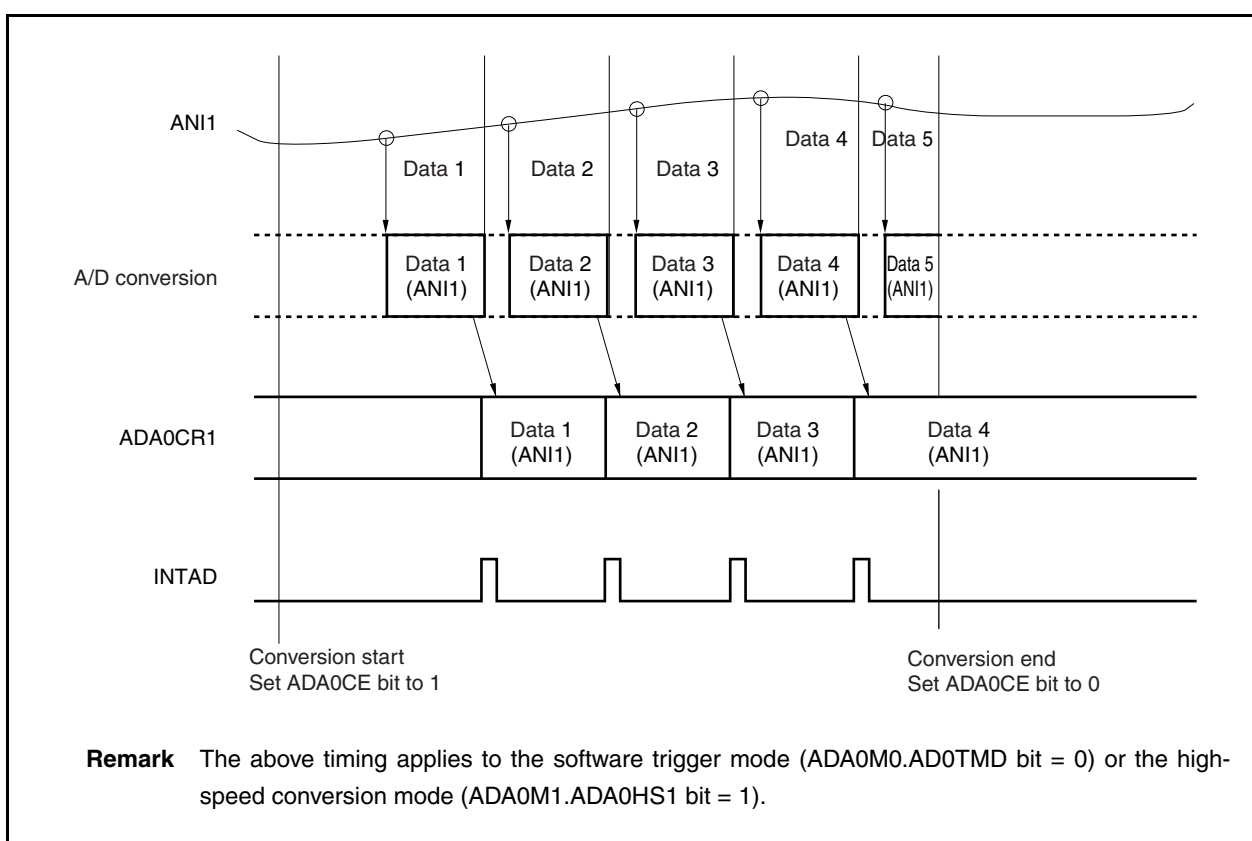 ANI1
Data 1
Data 2
Data 3
Data 4
Data 5
A/D conversion
Data 1
(ANI1)
Data 2
(ANI1)
Data 3
(ANI1)
Data 4
(ANI1)
Data 5
(ANI1)
ADA0CR1
Data 1
(ANI1)
Data 2
(ANI1)
Data 3
(ANI1)
Data 4
(ANI1)
INTAD
Conversion start
Set ADA0CE bit to 1
Conversion end
Set ADA0CE bit to 0
Remark The above timing applies to the software trigger mode (ADA0M0.AD0TMD bit = 0) or the high-
speed conversion mode (ADA0M1.ADA0HS1 bit = 1).